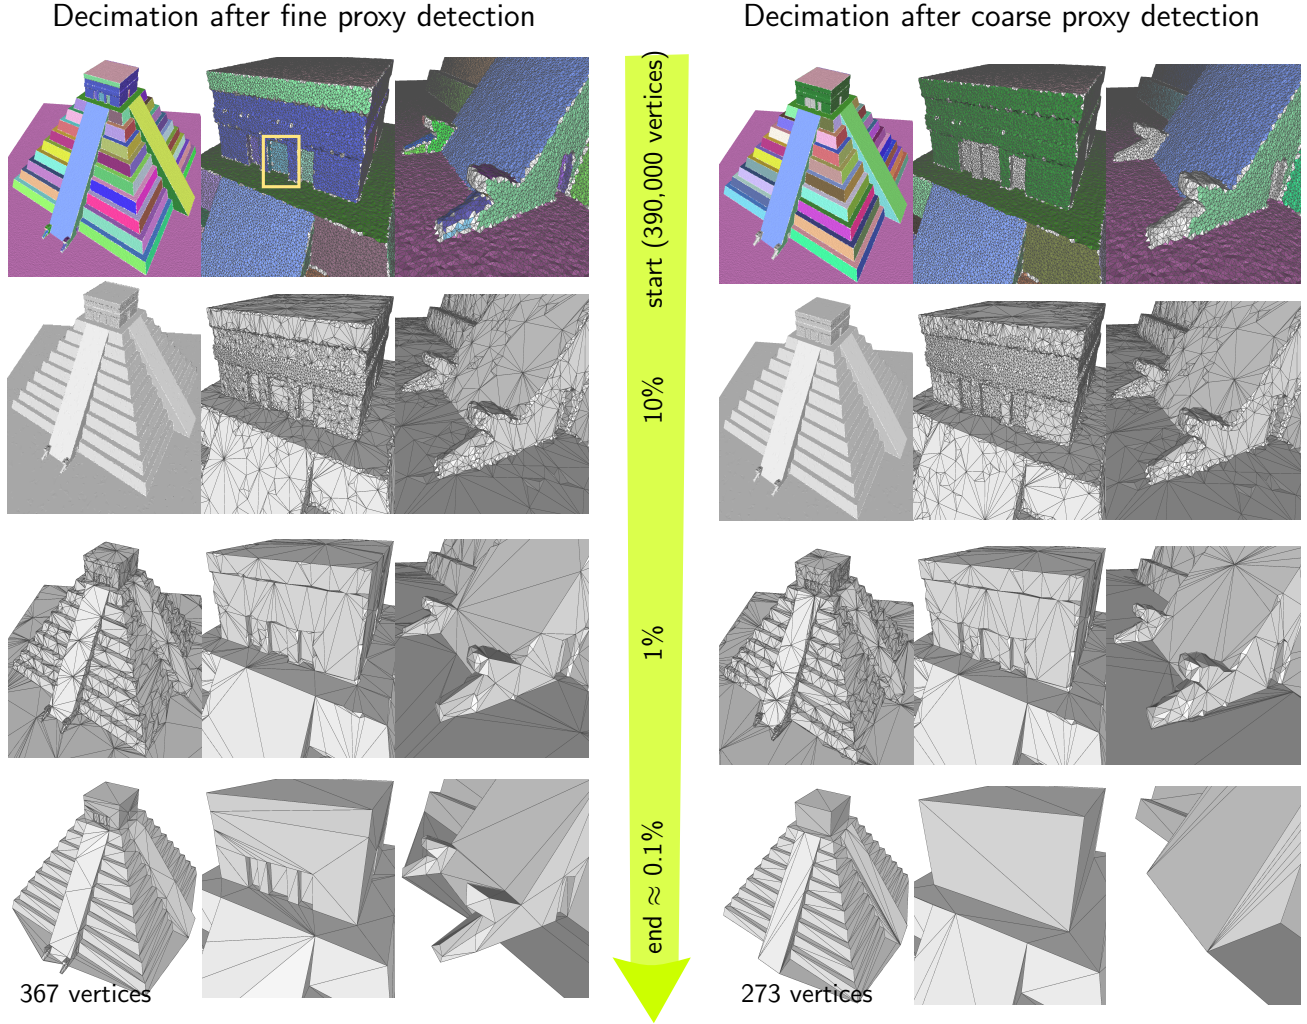 Decimation after fine proxy detection
Decimation after coarse proxy detection
start (390,000 vertices)
10%
1%
end ≈ 0.1%
367 vertices
273 vertices